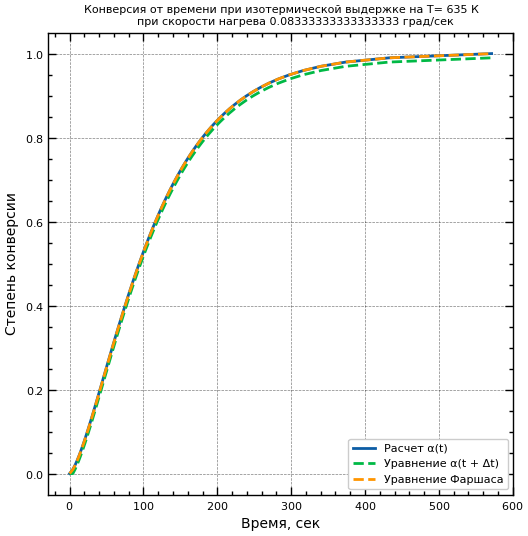 Конверсия от времени при изотермической выдержке на T= 635 K
при скорости нагрева 0.08333333333333333 град/сек
Степень конверсии
1.0
0.8
0.6
0.4
0.2
0.0
0 100 200 300 400 500 600
Время, сек
Расчет α(t)
Уравнение α(t + Δt)
Уравнение Фаршаса